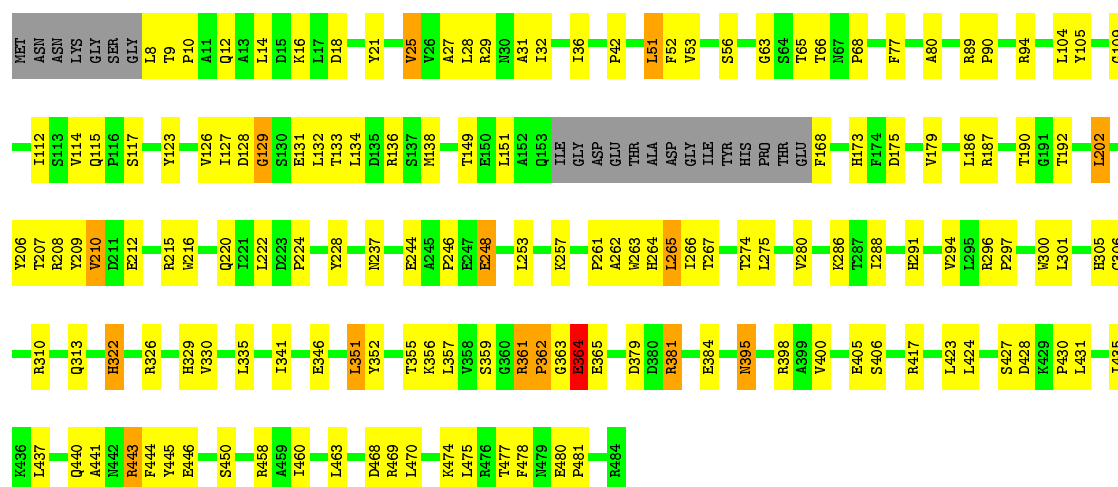 MET ASN ASN LYS GLY SER GLY L8 T9 P10 A11 Q12 A13 L14 D15 K16 L17 D18 Y21 V25 V26 A27 L28 R29 N30 A31 I32 I36 P42 L51 F52 V53 S56 G63 S64 T65 T66 N67 P68 F77 A80 R89 P90 R94 L104 Y105 G109
I112 S113 V114 Q115 P116 S117 Y123 V126 I127 D128 G129 S130 E131 L132 T133 L134 D135 R136 S137 M138 T149 E150 L151 A152 Q153 ILE GLY ASP GLU THR ALA ASP GLY ILE TYR HIS PRO THR GLU F168 H173 F174 D175 V179 L186 R187 T190 G191 T192 L202
Y206 T207 R208 Y209 V210 D211 E212 R215 W216 Q220 I221 L222 D223 P224 Y228 N237 E244 A245 P246 E247 E248 L253 K257 P261 A262 W263 H264 L265 I266 T267 T274 L275 V280 K286 T287 I288 H291 V294 L295 R296 P297 W300 L301 H305
R310 Q313 H322 R326 H329 V330 L335 I341 E346 L351 Y352 T355 K356 L357 V358 S359 G360 R361 P362 G363 E364 E365 D379 D380 R381 E384 N395 R398 A399 V400 E405 S406 R417 L423 L424 S427 D428 K429 P430 L431
K436 L437 Q440 A441 N442 R443 F444 Y445 E446 S450 R458 A459 I460 L463 D468 R469 L470 K474 L475 R476 T477 F478 N479 E480 P481 R484